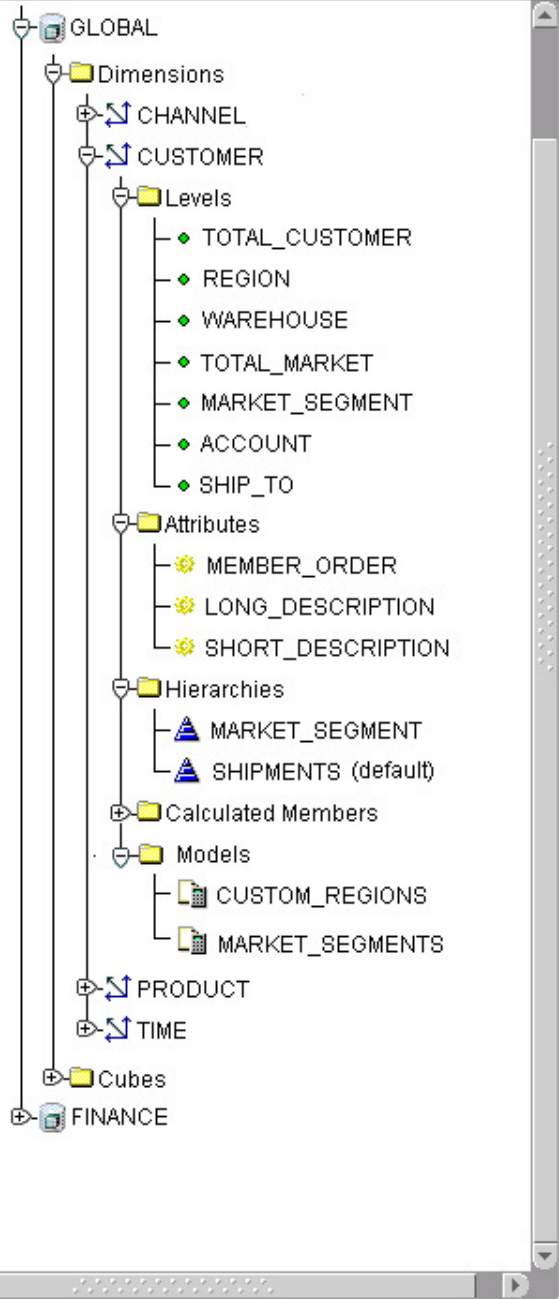 GLOBAL
Dimensions
CHANNEL
CUSTOMER
Levels
TOTAL_CUSTOMER
REGION
WAREHOUSE
TOTAL_MARKET
MARKET_SEGMENT
ACCOUNT
SHIP_TO
Attributes
MEMBER_ORDER
LONG_DESCRIPTION
SHORT_DESCRIPTION
Hierarchies
MARKET_SEGMENT
SHIPMENTS (default)
Calculated Members
Models
CUSTOM_REGIONS
MARKET_SEGMENTS
PRODUCT
TIME
Cubes
FINANCE